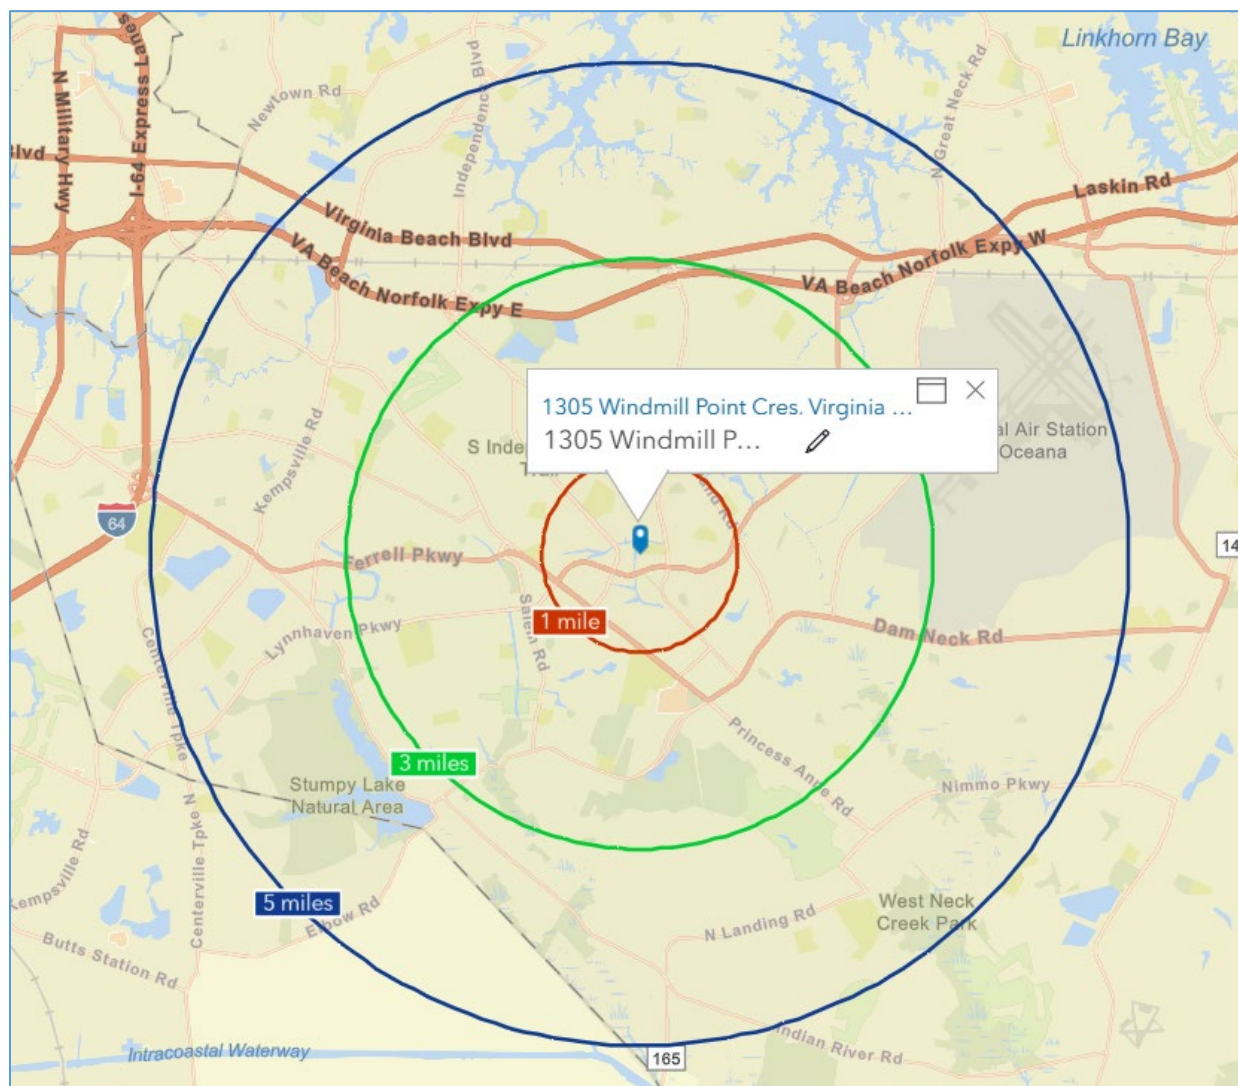 Linkhorn Bay
I-64 Express Lanes
N Military Hwy
Newtown Rd
Independence Blvd
N Great Neck Rd
Blvd
Laskin Rd
Virginia Beach Blvd
VA Beach Norfolk Expy W
VA Beach Norfolk Expy E
1305 Windmill Point Cres. Virginia ...
1305 Windmill P...
al Air Station
Oceana
S Inde
Kempsville Rd
and Rd
64
14
Ferrell Pkwy
1 mile
Salem Rd
Dam Neck Rd
Lynnhaven Pkwy
Centerville Tpke
3 miles
Princess Anne Rd
Stumpy Lake
Natural Area
Nimmo Pkwy
Centerville Tpke N
Kempsville Rd
5 miles
Elbow Rd
West Neck
Creek Park
N Landing Rd
Butts Station Rd
Indian River Rd
Intracoastal Waterway
165